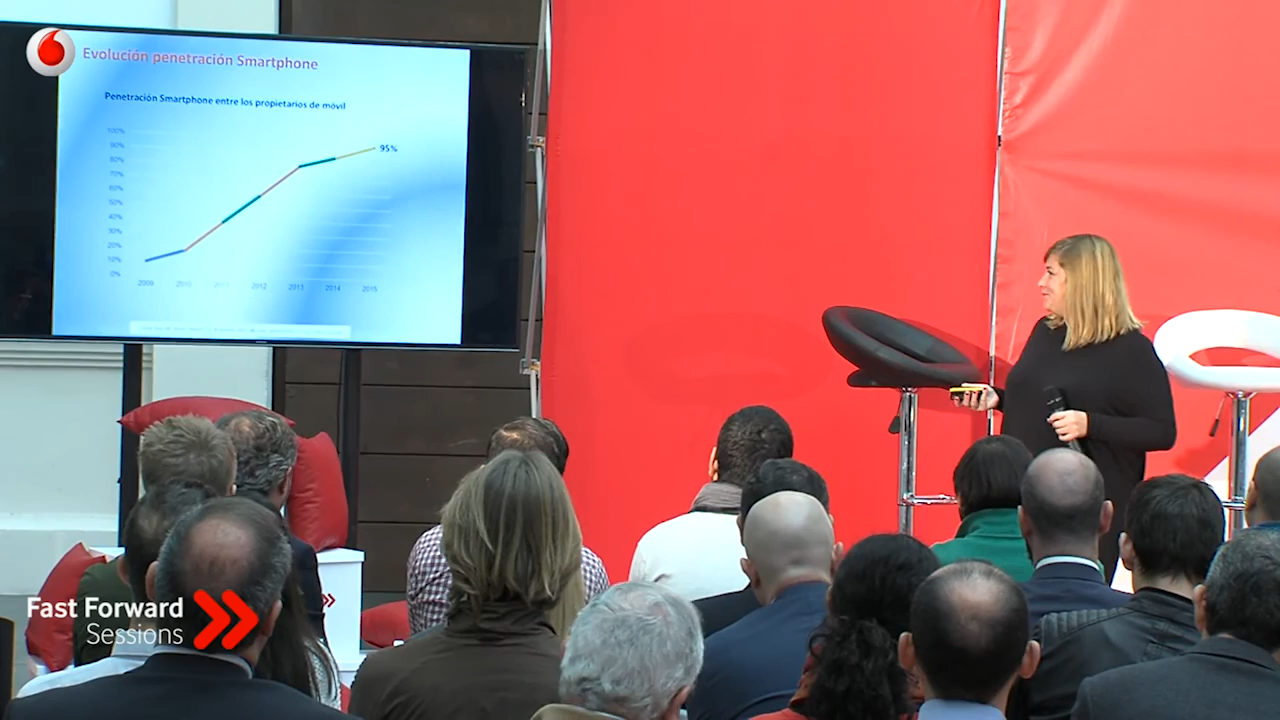 Evolución penetración Smartphone
Penetración Smartphone entre los propietarios de móvil
100%
90%
80%
70%
60%
50%
40%
30%
20%
10%
0%
95%
2009 2010 2011 2012 2013 2014 2015
Fast Forward
Sessions